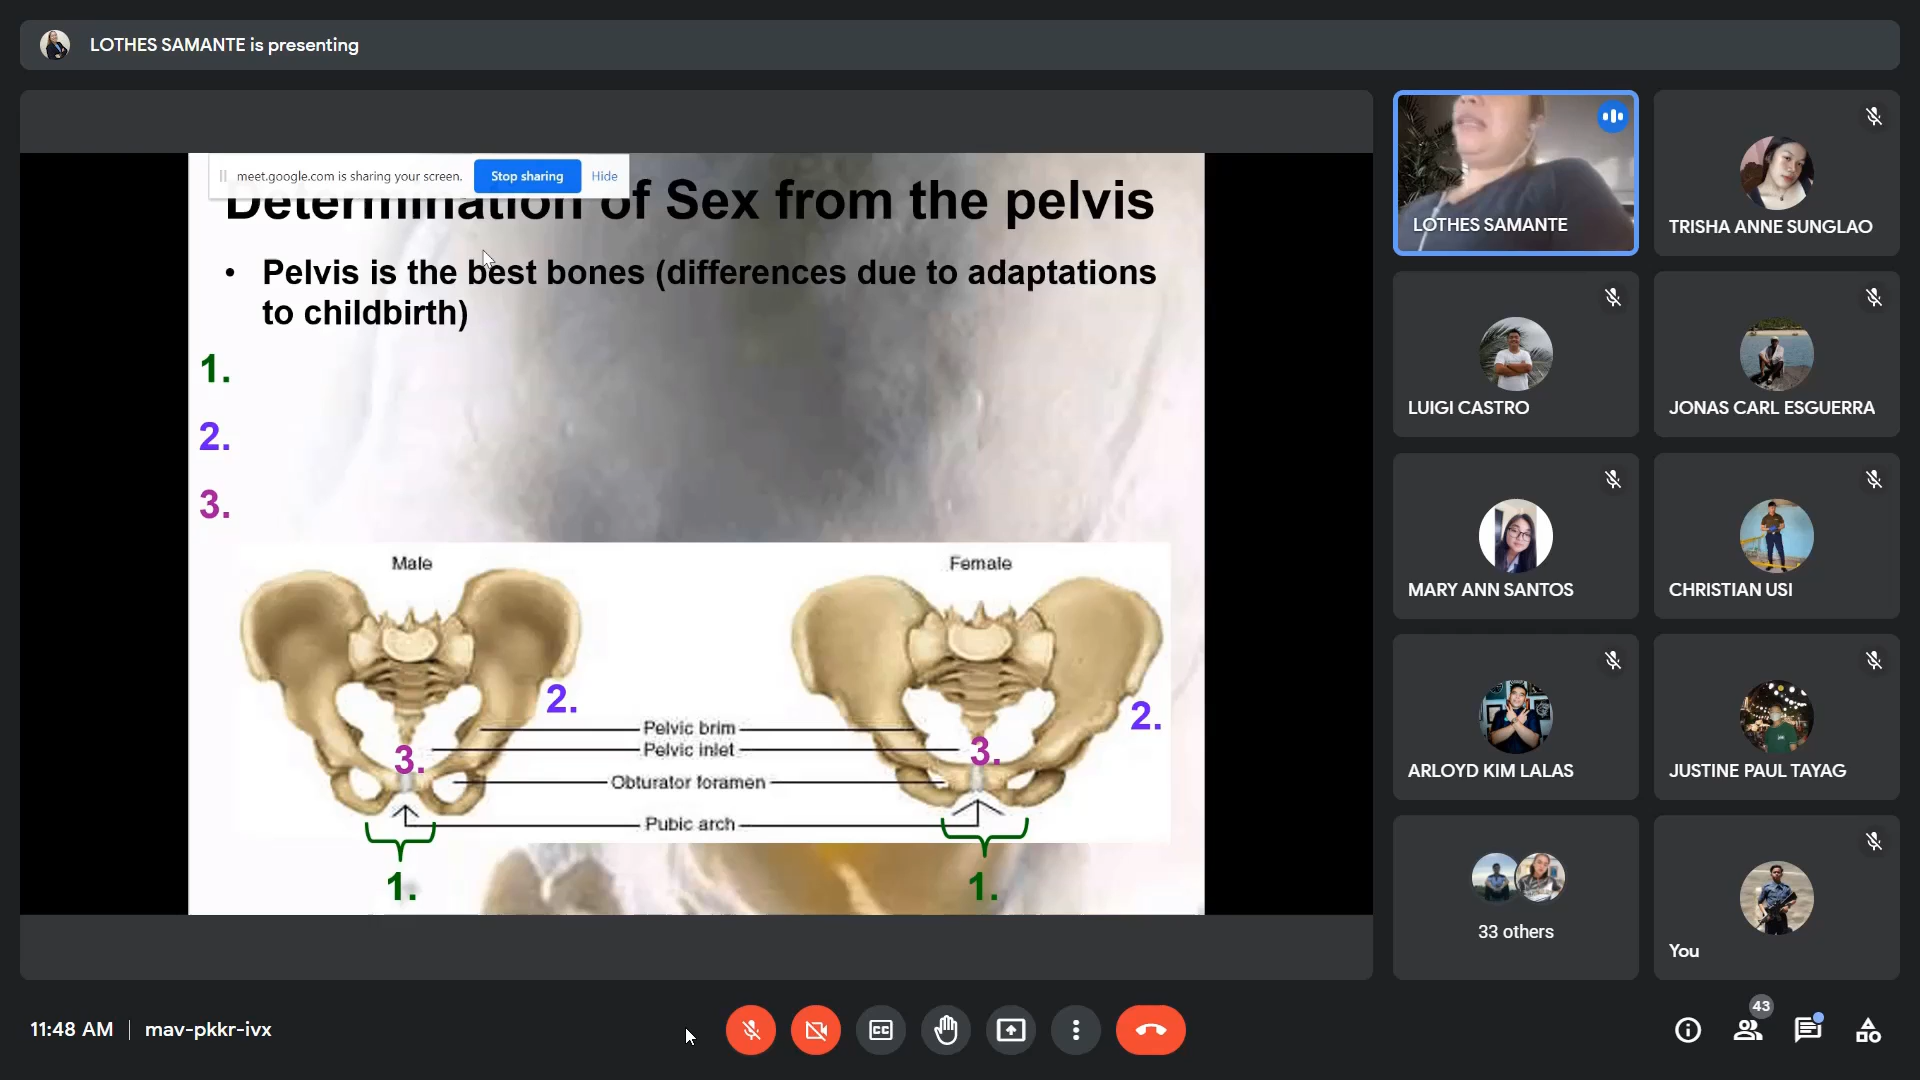 LOTHES SAMANTE is presenting
meet.google.com is sharing your screen. Stop sharing Hide
Determination of Sex from the pelvis
• Pelvis is the best bones (differences due to adaptations
to childbirth)
1.
2.
3.
Male
Female
2.
2.
Pelvic brim
3.
Pelvic inlet
3.
Obturator foramen
Pubic arch
1.
1.
LOTHES SAMANTE
TRISHA ANNE SUNGLAO
LUIGI CASTRO
JONAS CARL ESGUERRA
MARY ANN SANTOS
CHRISTIAN USI
ARLOYD KIM LALAS
JUSTINE PAUL TAYAG
33 others
You
11:48 AM | mav-pkkr-ivx
CC
43